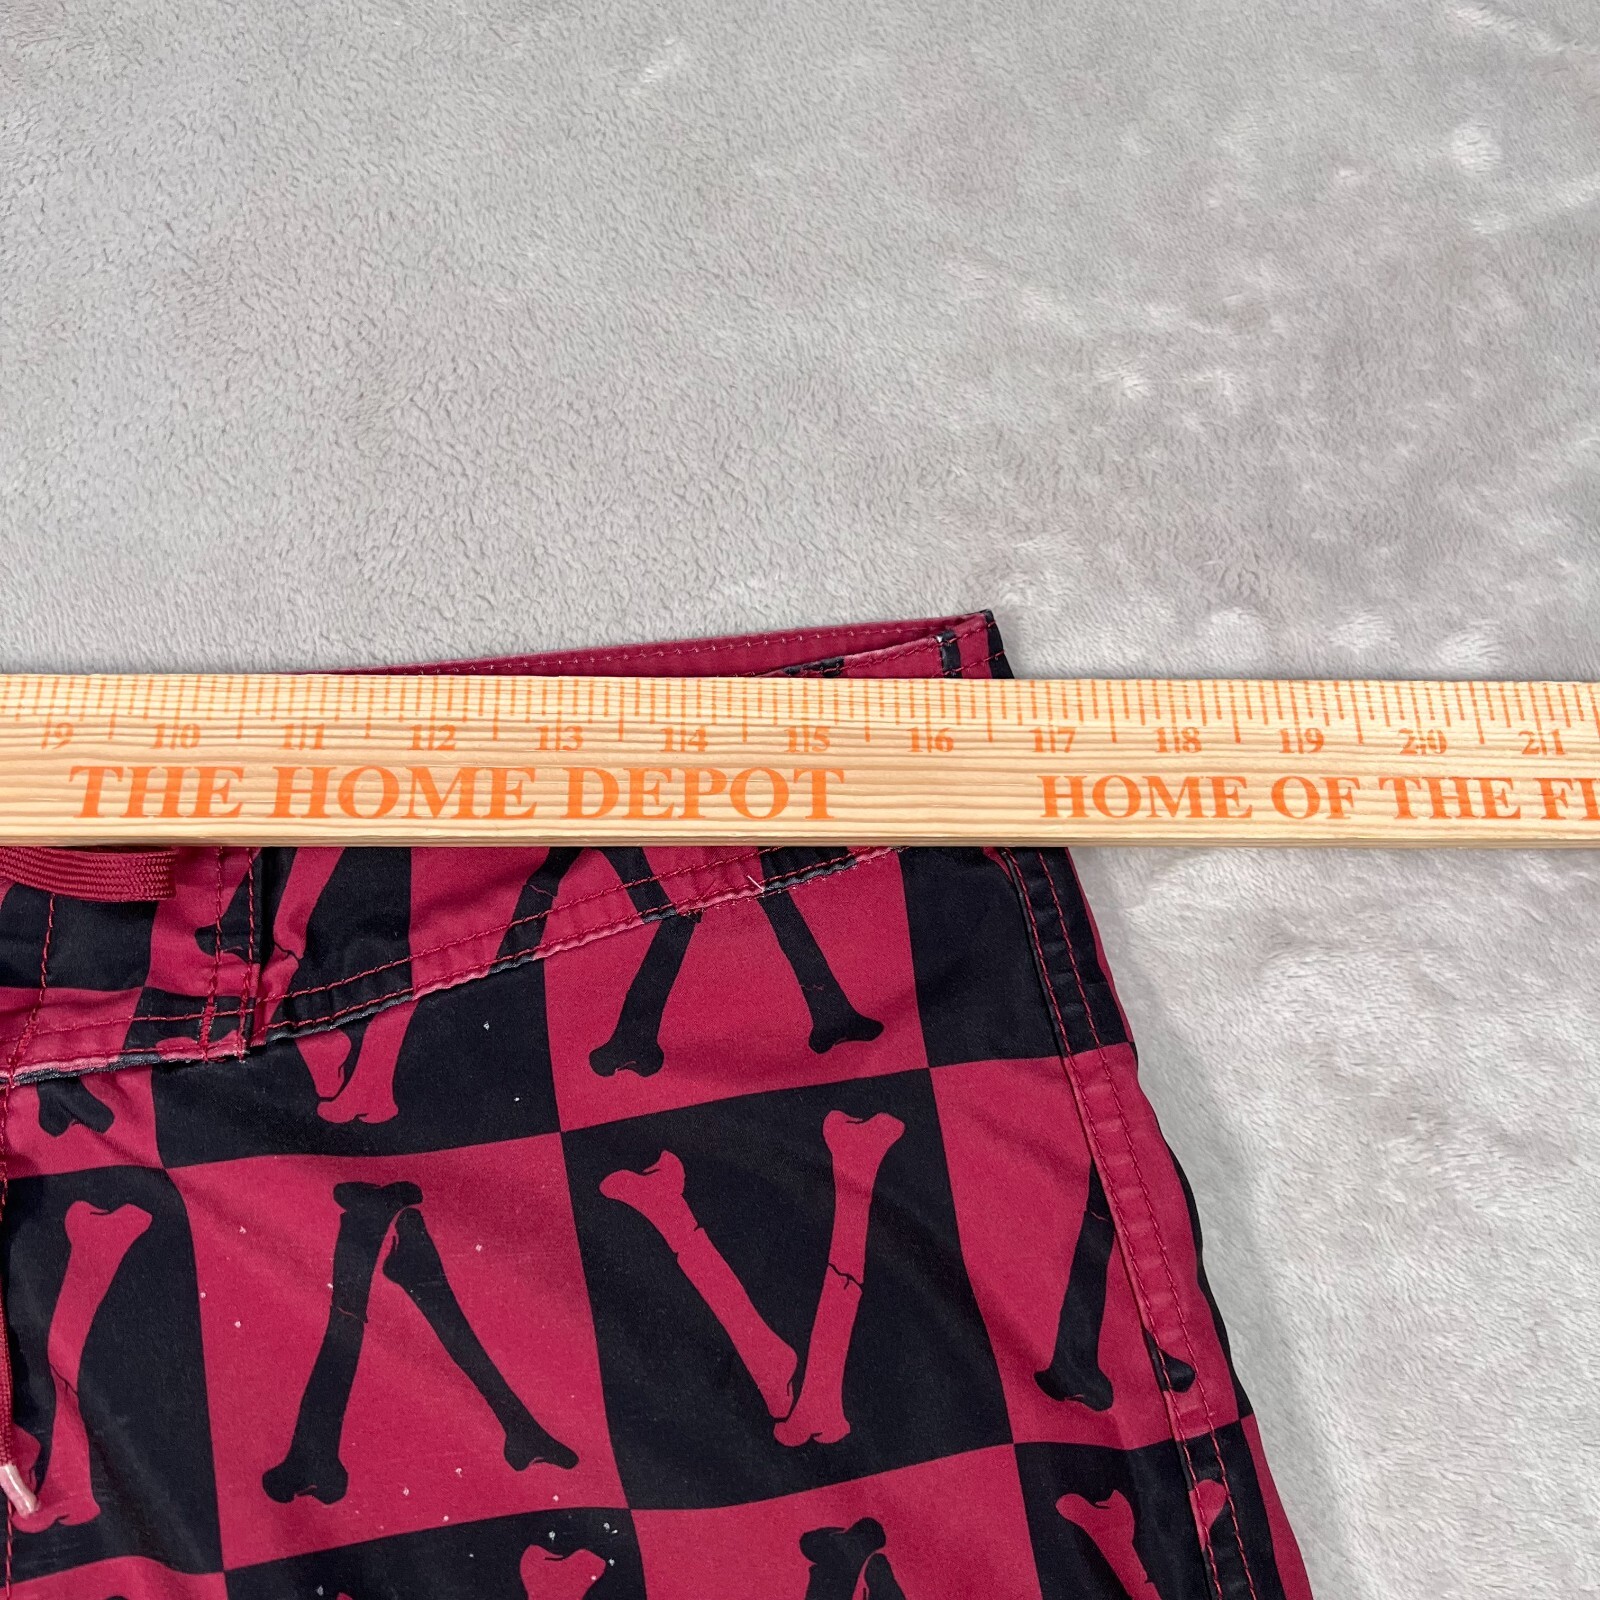 9 10 11 12 13 14 15 16 17 18 19 20 21
THE HOME DEPOT HOME OF THE